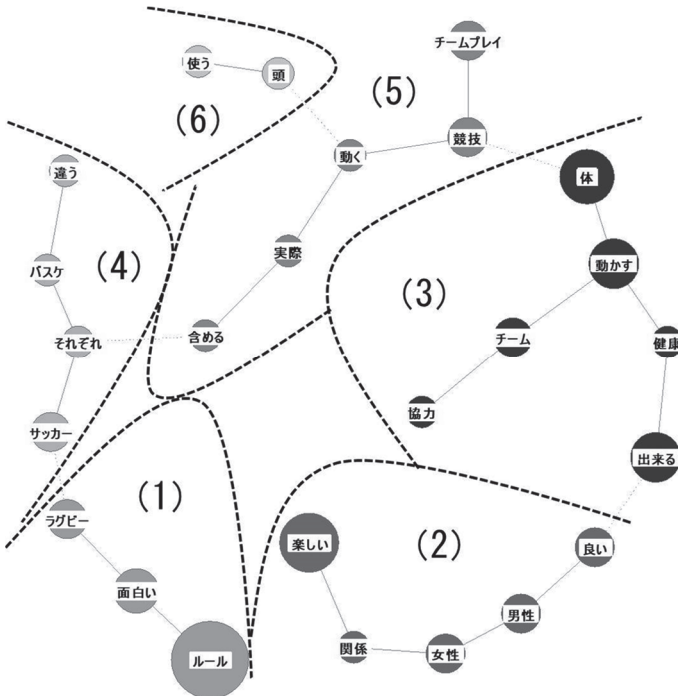 チームプレイ
使う
頭
(5)
(6)
競技
動く
違う
体
実際
バスケ
(4)
動かす
(3)
それぞれ
含める
チーム
健康
協力
サッカー
出来る
(1)
ラグビー
楽しい
(2)
良い
面白い
男性
関係
女性
ルール